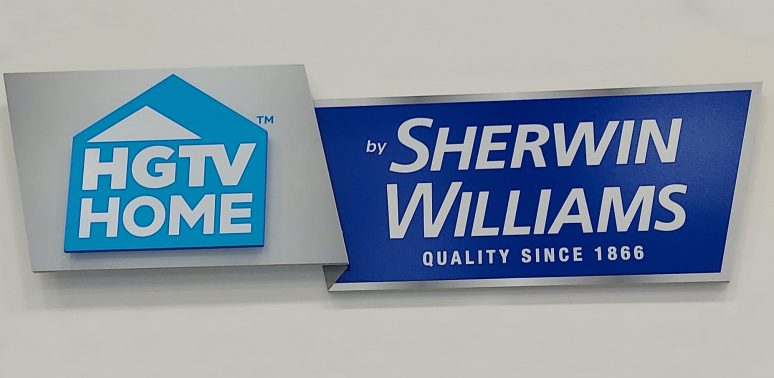 HGTV ™
HOME
by SHERWIN
WILLIAMS
QUALITY SINCE 1866